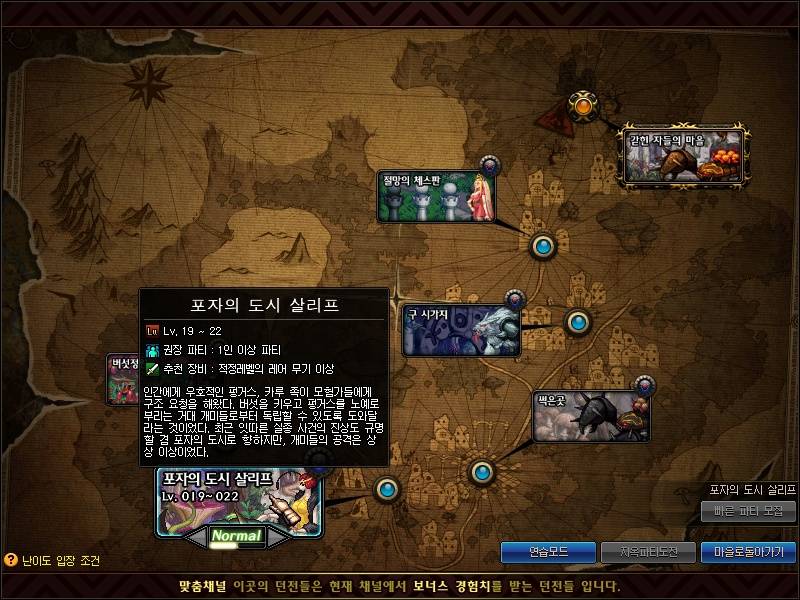 갇힌 자들의 마을
절망의 체스판
구 시가지
포자의 도시 살리프
Lv. 19 ~ 22
권장 파티 : 1인 이상 파티
추천 장비 : 적정레벨의 레어 무기 이상
버섯정
인간에게 우호적인 펑거스, 카루 족이 모험가들에게
구조 요청을 해왔다. 버섯을 키우고 펑거스를 노예로
부리는 거대 개미들로부터 독립할 수 있도록 도와달
라는 것이었다. 최근 잇따른 실종 사건의 진상도 규명
할 겸 포자의 도시로 향하지만, 개미들의 공격은 상
상 이상이었다.
썩은곳
포자의 도시 살리프
Lv. 019~022
Normal
포자의 도시 살리프
빠른 파티 모집
연습모드
지옥파티도전
마을로돌아가기
난이도 입장 조건
맞춤채널 이곳의 던전들은 현재 채널에서 보너스 경험치를 받는 던전들 입니다.